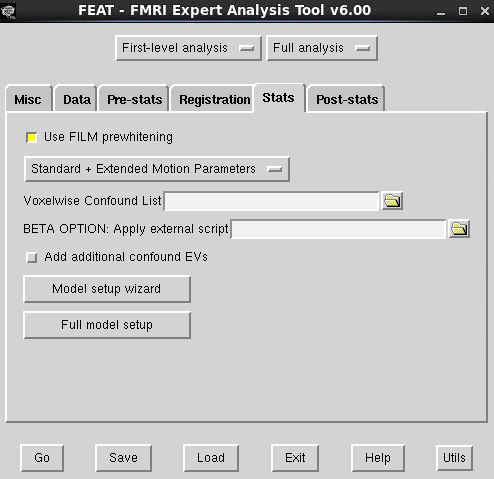 FEAT - FMRI Expert Analysis Tool v6.00
First-level analysis Full analysis
Misc Data Pre-stats Registration Stats Post-stats
Use FILM prewhitening
Standard + Extended Motion Parameters
Voxelwise Confound List
BETA OPTION: Apply external script
Add additional confound EVs
Model setup wizard
Full model setup
Go Save Load Exit Help Utils